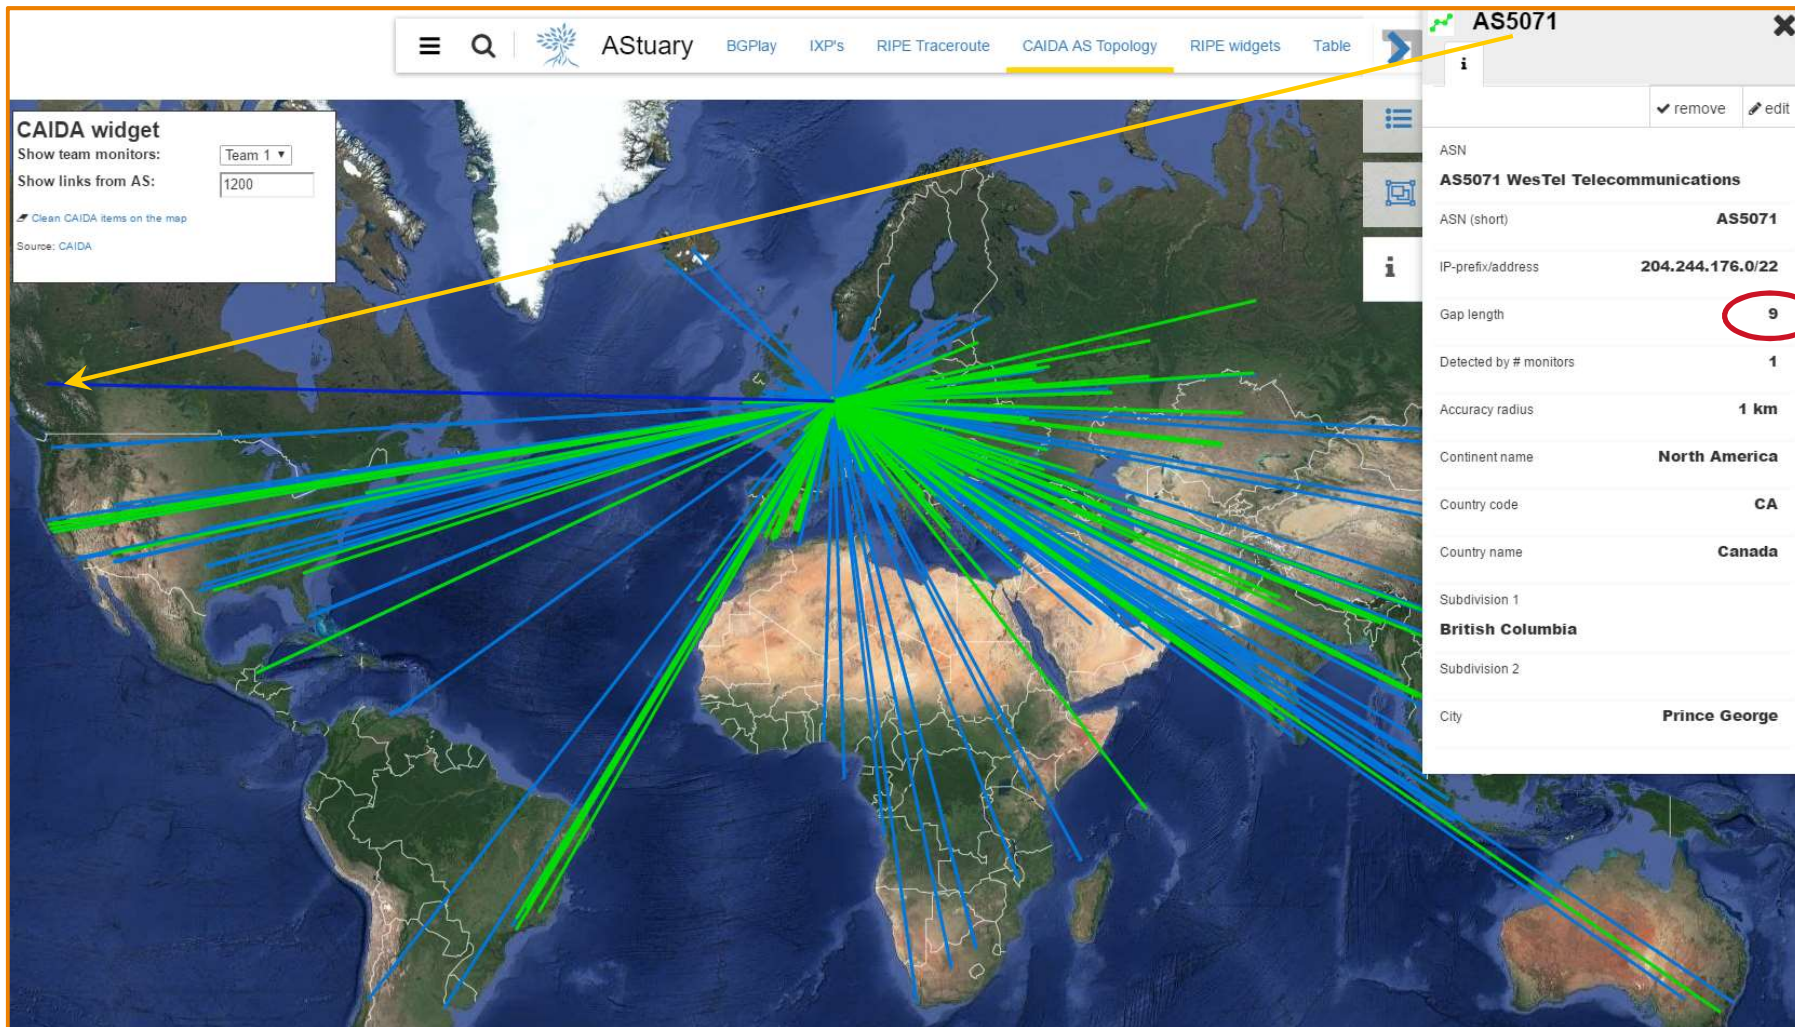 AStuary BGPlay IXP's RIPE Traceroute CAIDA AS Topology RIPE widgets Table
CAIDA widget
Show team monitors: Team 1
Show links from AS: 1200
Clean CAIDA items on the map
Source: CAIDA
AS5071
i
remove edit
i
ASN
AS5071 WesTel Telecommunications
ASN (short) AS5071
IP-prefix/address 204.244.176.0/22
Gap length 9
Detected by # monitors 1
Accuracy radius 1 km
Continent name North America
Country code CA
Country name Canada
Subdivision 1
British Columbia
Subdivision 2
City Prince George